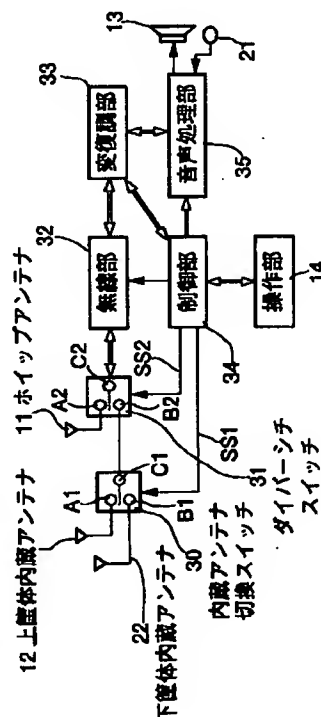 13
21
33
変復調部
音声処理部
35
32
無線部
制御部
34
操作部
14
11 ホイップアンテナ
A2
C2
B2
31
SS2
SS1
12 上筐体内蔵アンテナ
A1
C1
B1
30
22
下筐体内蔵アンテナ
内蔵アンテナ
切換スイッチ
ダイバーシチ
スイッチ